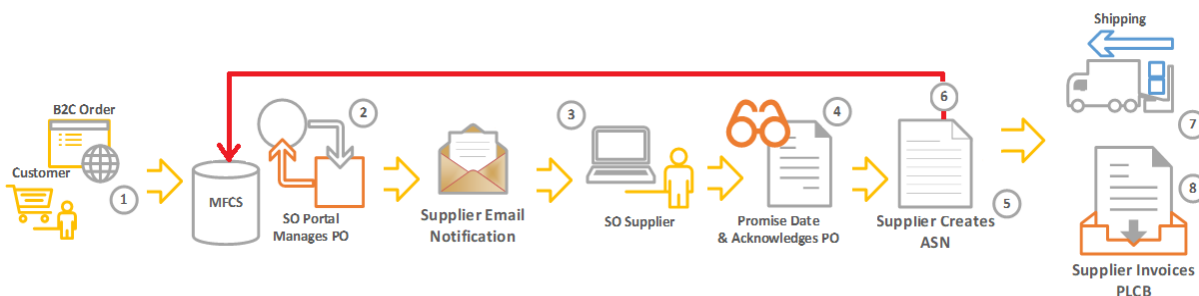 B2C Order
Customer
1
MFCS
2
SO Portal
Manages PO
Supplier Email
Notification
3
SO Supplier
4
Promise Date
& Acknowledges PO
6
5
Supplier Creates
ASN
Shipping
7
8
Supplier Invoices
PLCB